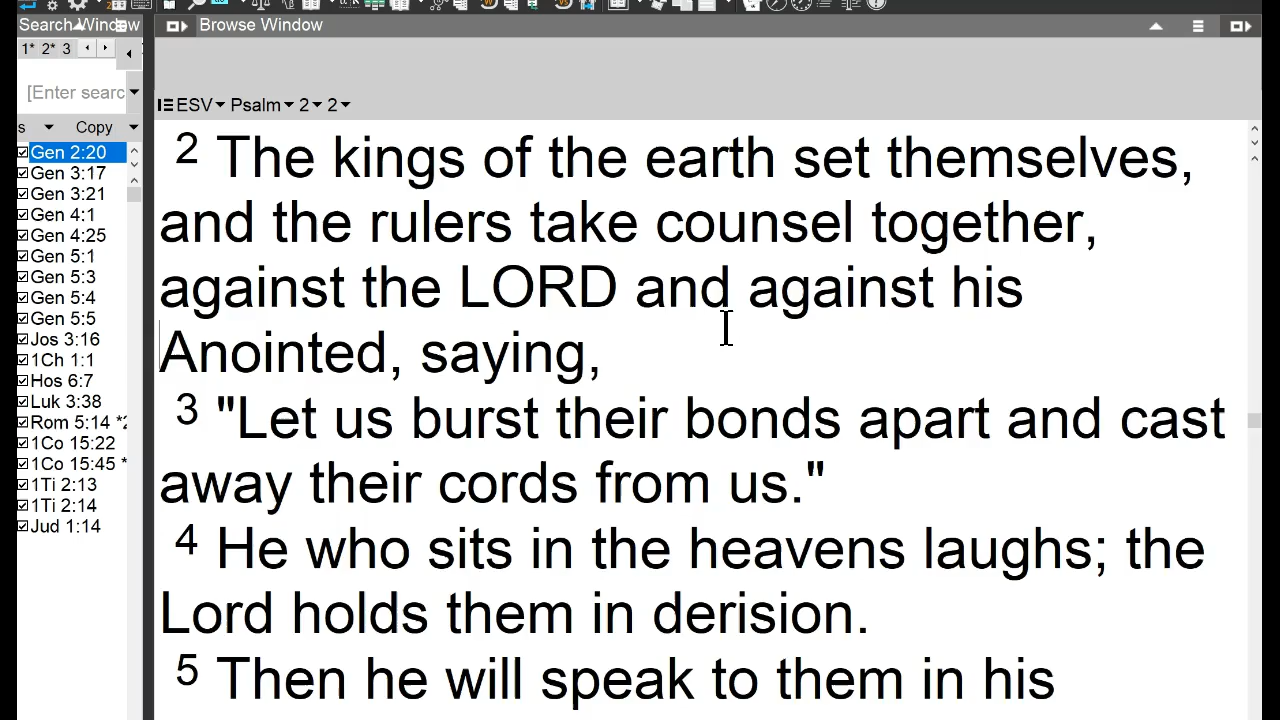 Search Window
Browse Window
1* 2* 3
[Enter searc
ESV Psalm 2 2
s Copy
Gen 2:20
Gen 3:17
Gen 3:21
Gen 4:1
Gen 4:25
Gen 5:1
Gen 5:3
Gen 5:4
Gen 5:5
Jos 3:16
1Ch 1:1
Hos 6:7
Luk 3:38
Rom 5:14 *2
1Co 15:22
1Co 15:45 *
1Ti 2:13
1Ti 2:14
Jud 1:14
2 The kings of the earth set themselves,
and the rulers take counsel together,
against the LORD and against his
Anointed, saying,
3 "Let us burst their bonds apart and cast
away their cords from us."
4 He who sits in the heavens laughs; the
Lord holds them in derision.
5 Then he will speak to them in his